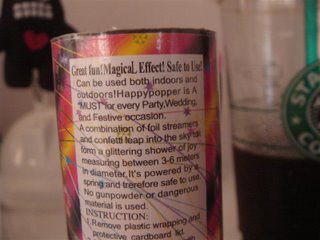 Great fun!MagicaL Effect! Safe to Use!
Can be used both indoors and
outdoors!Happypopper is A
"MUST"for every Party,Wedding,
and Festive occasion.
A combination of foil streamers
and confetti leap into the sky to
form a glittering shower of joy
measuring between 3-6 meters
in diameter.It's powered by a
spring and trerefore safe to use
No gunpowder or dangerous
material is used.
INSTRUCTION:
1.Remove plastic wrapping and
protective cardboard lid.
STA